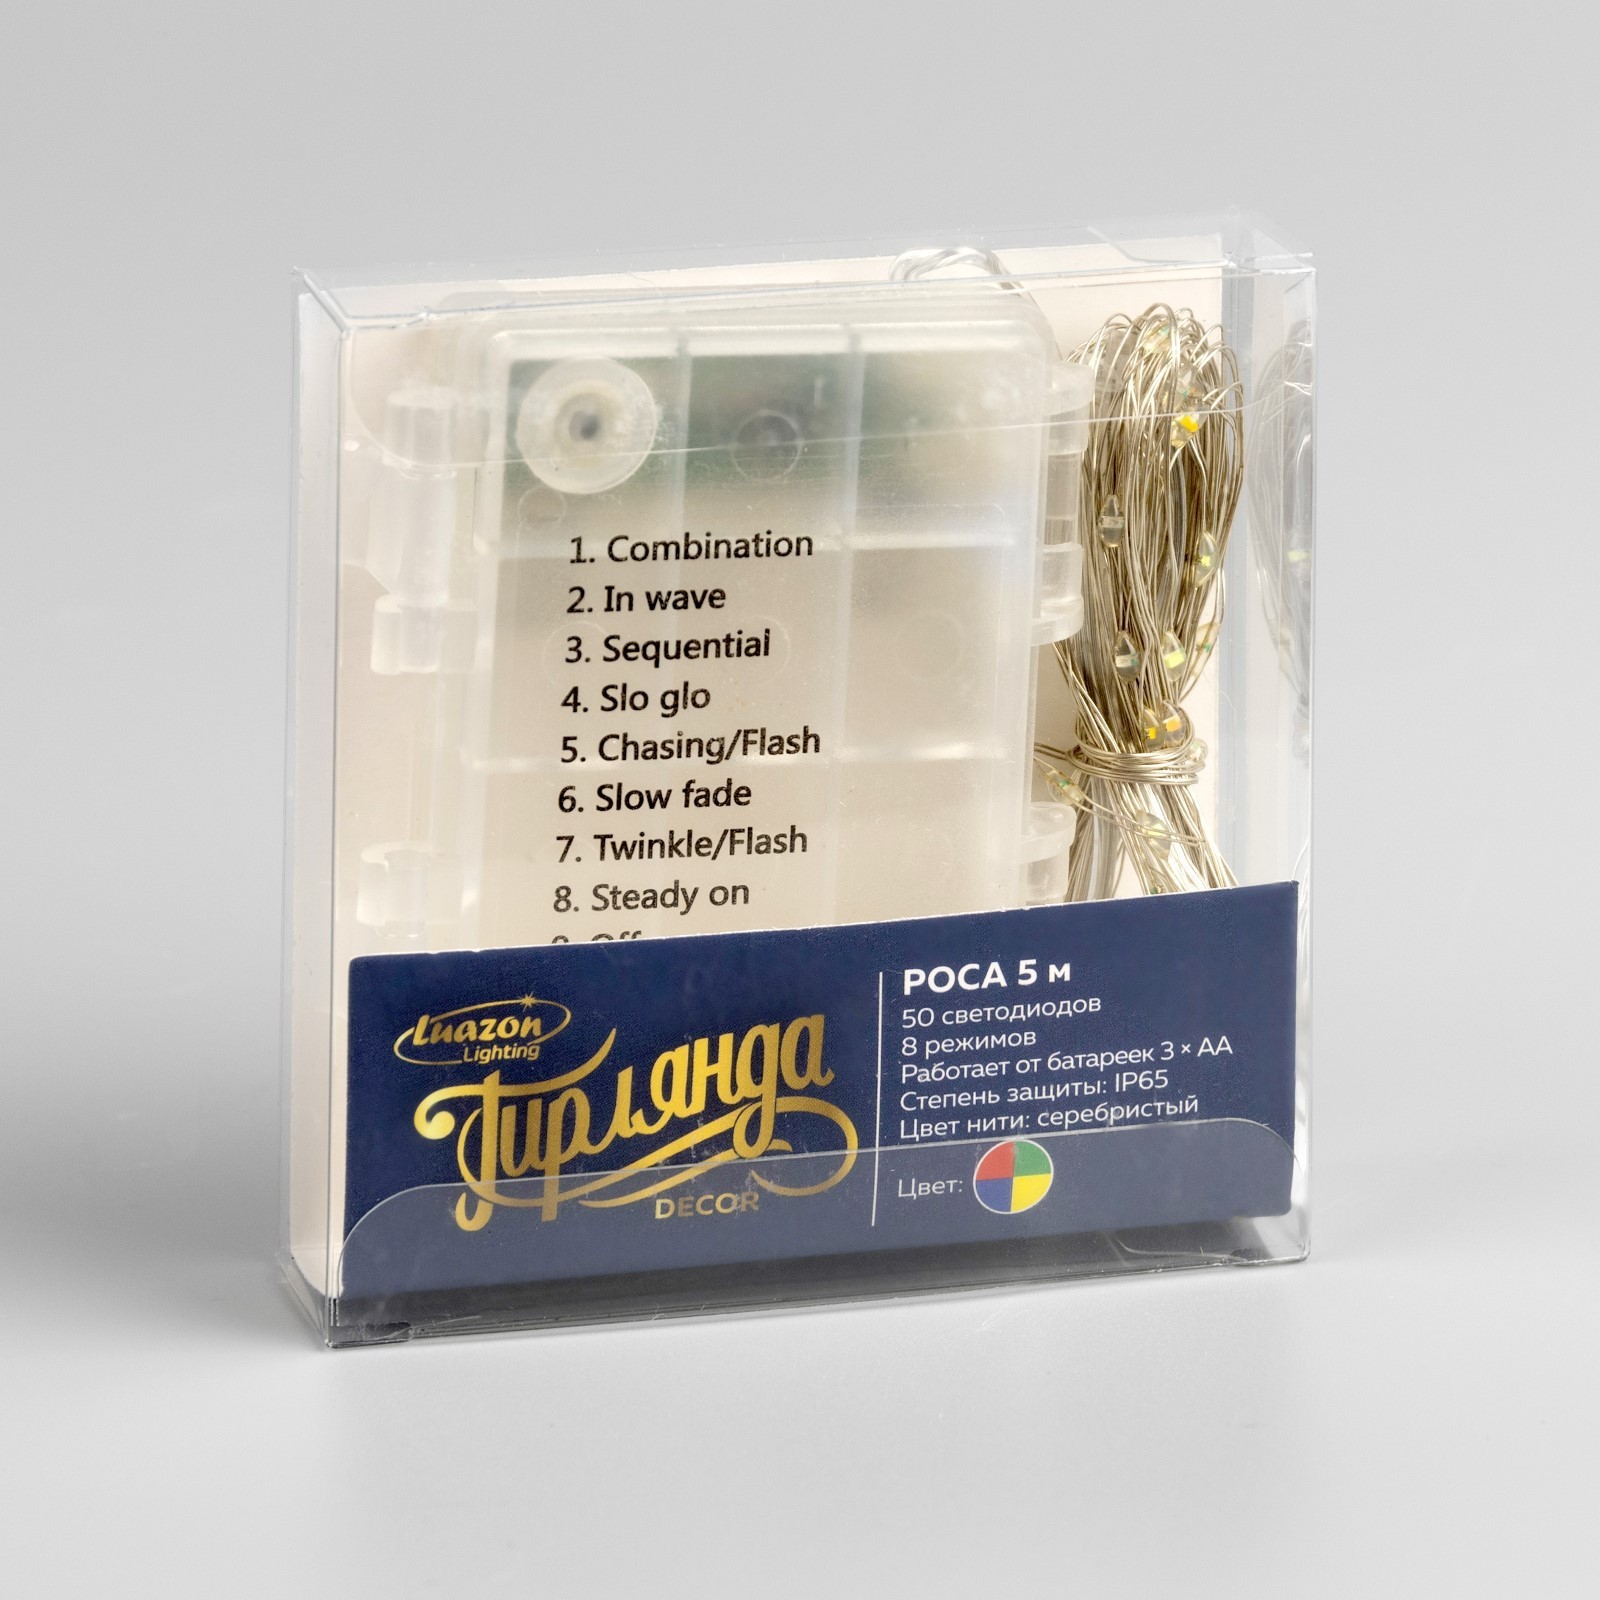 1. Combination
2. In wave
3. Sequential
4. Slo glo
5. Chasing/Flash
6. Slow fade
7. Twinkle/Flash
8. Steady on
9. Off
Luazon
Lighting
Гирлянда
DECOR
РОСА 5 м
50 светодиодов
8 режимов
Работает от батареек 3 × АА
Степень защиты: IP65
Цвет нити: серебристый
Цвет: